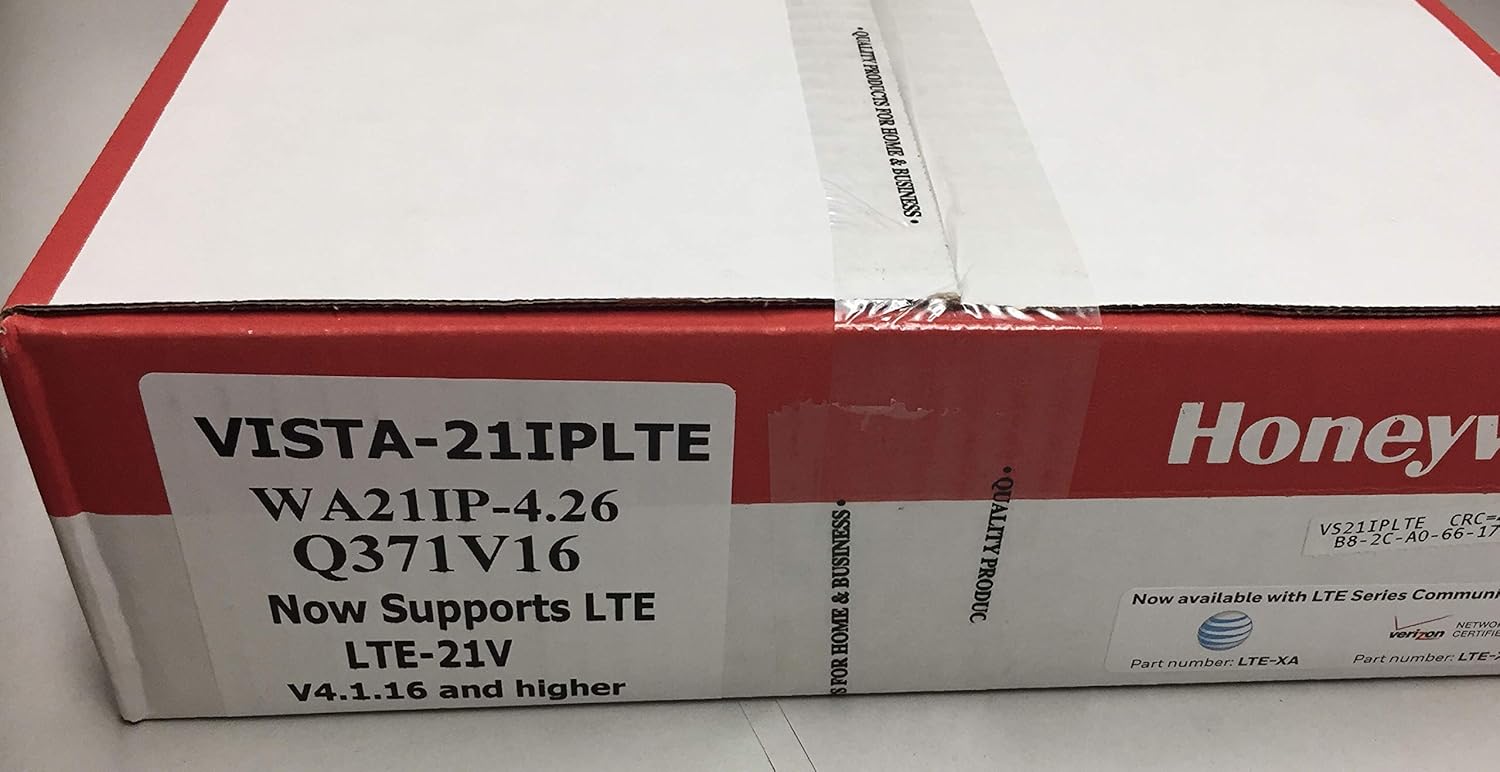 • QUALITY PRODUCTS FOR HOME & BUSINESS •
VISTA-21IPLTE
WA21IP-4.26
Q371V16
Now Supports LTE
LTE-21V
V4.1.16 and higher
S FOR HOME & BUSINESS •
• QUALITY PRODUC
Honeyw
VS21IPLTE CRC=
B8-2C-A0-66-17
Now available with LTE Series Communi
verizon
NETWO
CERTIFIE
Part number: LTE-XA
Part number: LTE-